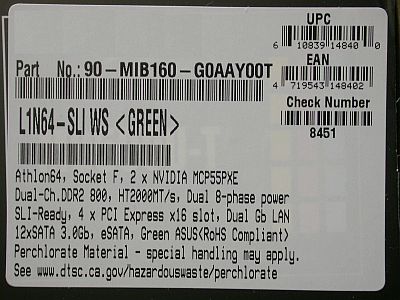 UPC
6 10839 14840 0
EAN
Part No.: 90-MIB160-G0AAY00T
4 719543 148402
Check Number
8451
L1N64-SLI WS <GREEN>
Athlon64, Socket F, 2 x NVIDIA MCP55PXE
Dual-Ch.DDR2 800, HT2000MT/s, Dual 8-phase power
SLI-Ready, 4 x PCI Express x16 slot, Dual Gb LAN
12xSATA 3.0Gb, eSATA, Green ASUS(RoHS Compliant)
Perchlorate Material - special handling may apply.
See www.dtsc.ca.gov/hazardouswaste/perchlorate